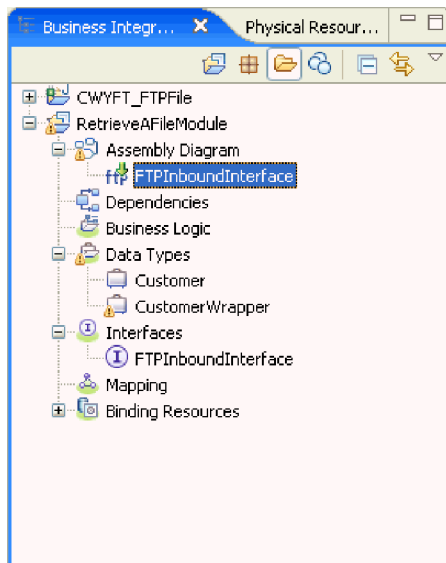 Business Integr... Physical Resour...
CWYFT_FTPFile
RetrieveAFileModule
Assembly Diagram
FTPInboundInterface
Dependencies
Business Logic
Data Types
Customer
CustomerWrapper
Interfaces
FTPInboundInterface
Mapping
Binding Resources